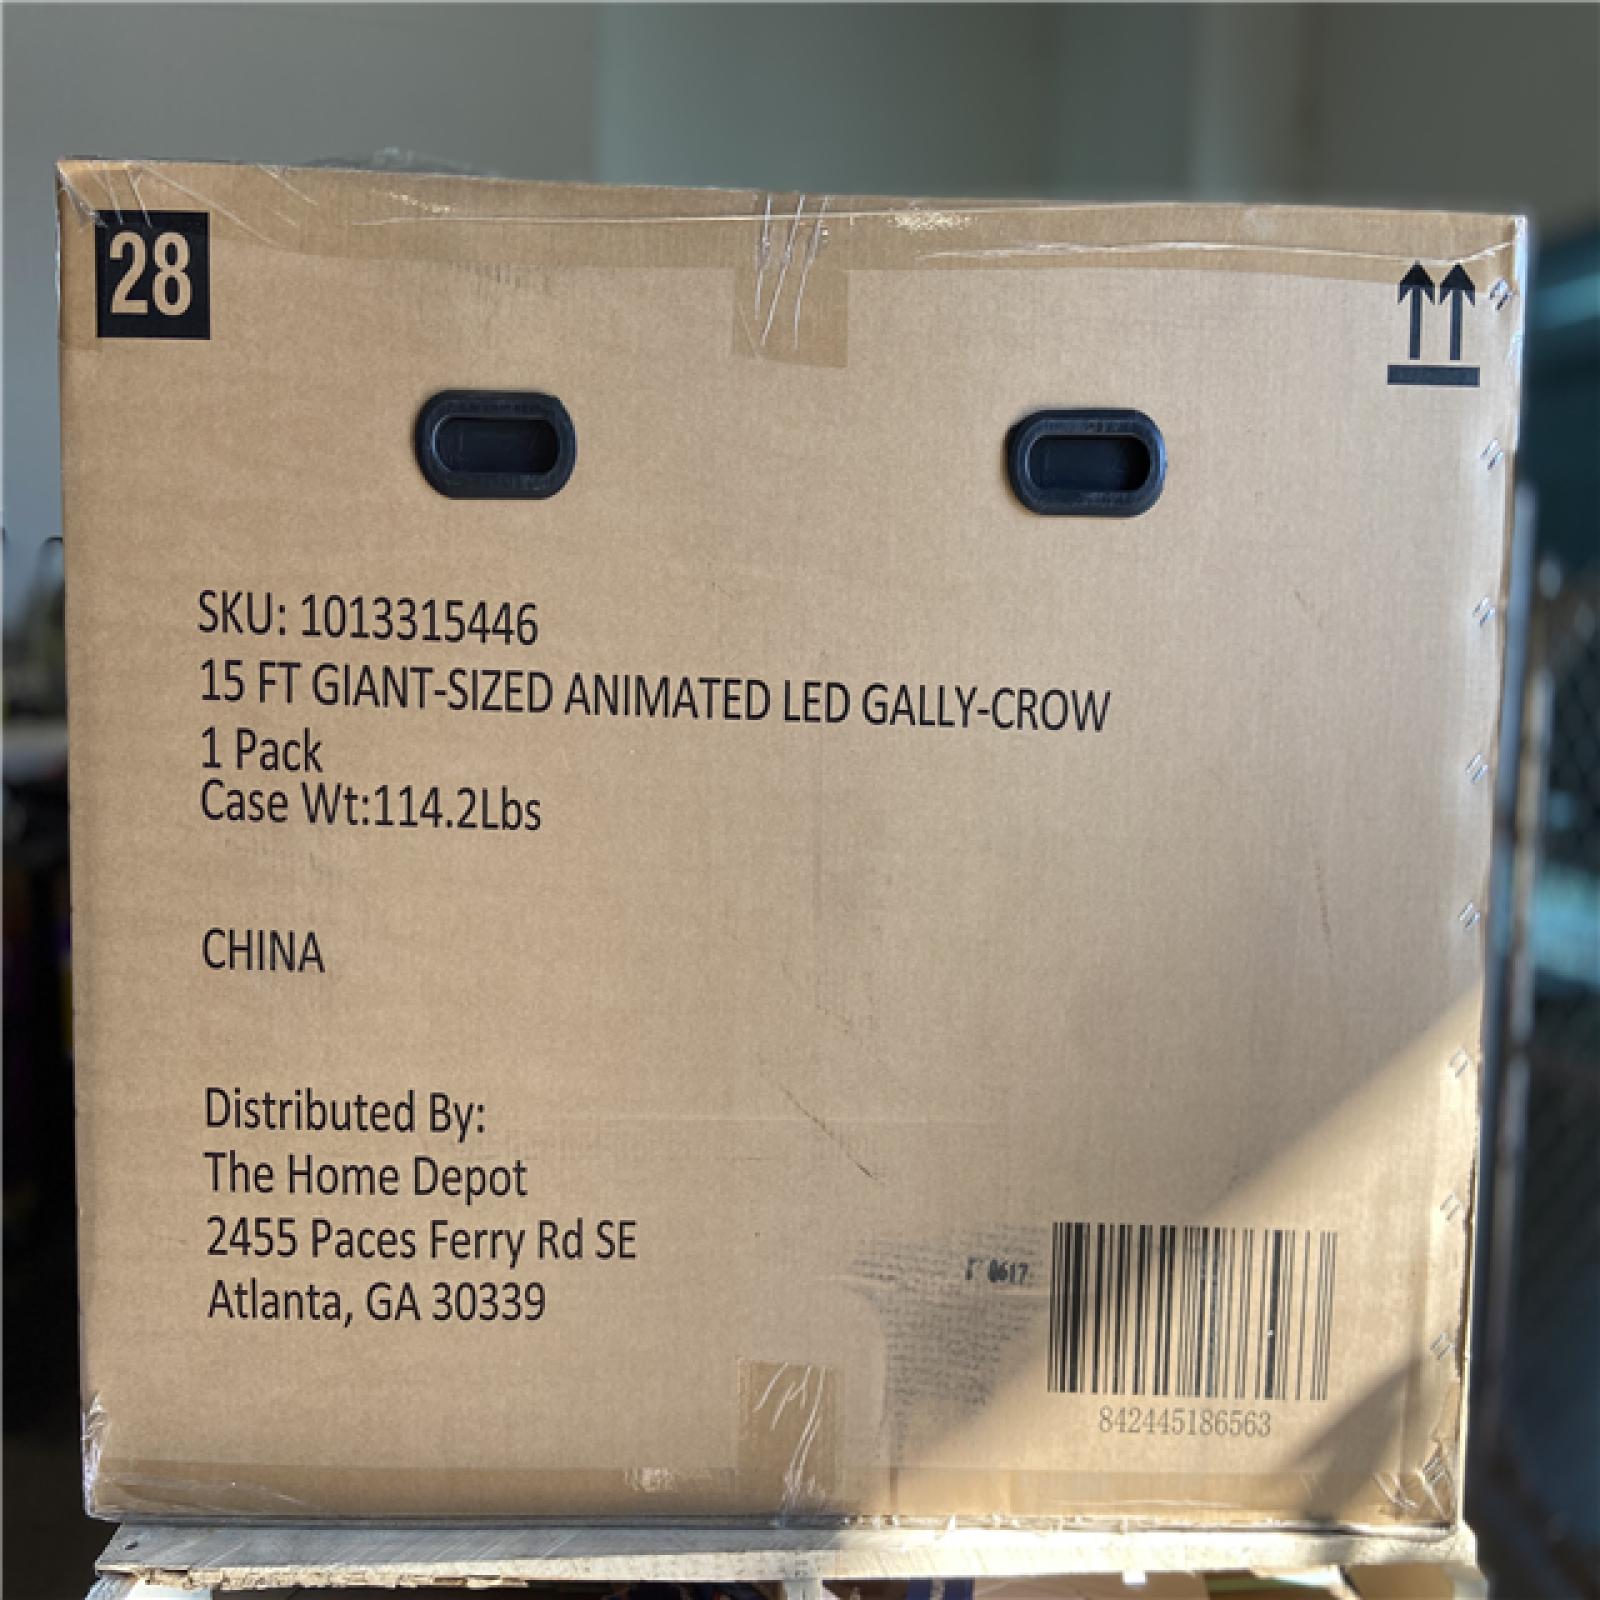 28
SKU: 1013315446
15 FT GIANT-SIZED ANIMATED LED GALLY-CROW
1 Pack
Case Wt:114.2Lbs
CHINA
Distributed By:
The Home Depot
2455 Paces Ferry Rd SE
Atlanta, GA 30339
842445186563